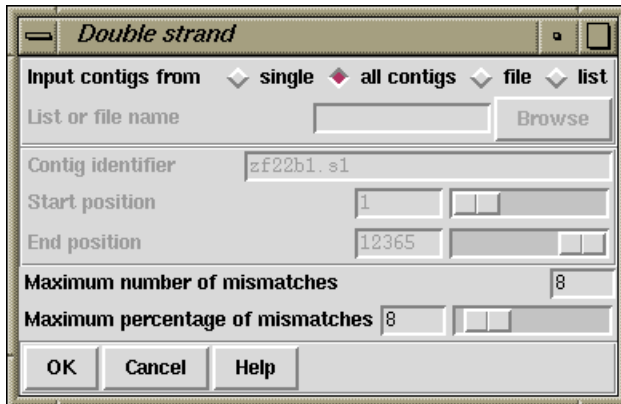 Double strand
Input contigs from single all contigs file list
List or file name Browse
Contig identifier zf22b1.s1
Start position 1
End position 12365
Maximum number of mismatches 8
Maximum percentage of mismatches 8
OK Cancel Help